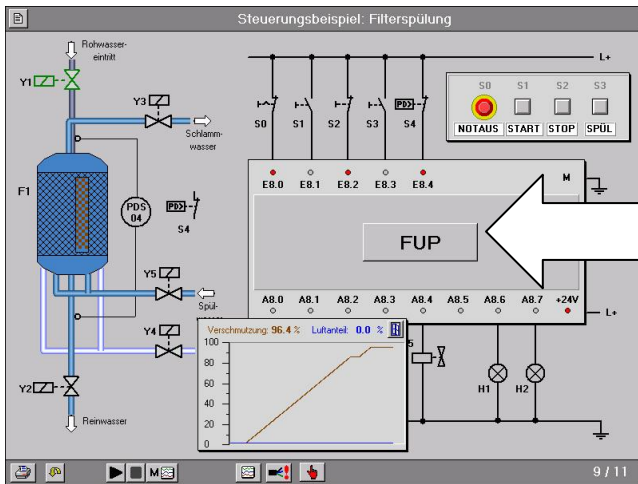 Steuerungsbeispiel: Filterspülung
Rohwasser-
eintritt
Y1
Y3
Schlamm-
wasser
F1
PDS
04
PD>
S4
Y5
Spül-
Y4
Y2
Reinwasser
L+
S0
S1
S2
S3
PD>
S4
S0 S1 S2 S3
NOTAUS START STOP SPÜL
E8.0 E8.1 E8.2 E8.3 E8.4 M
FUP
A8.0 A8.1 A8.2 A8.3 A8.4 A8.5 A8.6 A8.7 +24V
L+
5
H1 H2
Verschmutzung: 96.4 % Luftanteil: 0.0 %
100
80
60
40
20
0
M
9 / 11